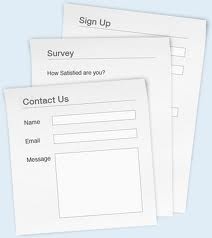 Sign Up
Survey
How Satisfied are you?
Contact Us
Name
Email
Message